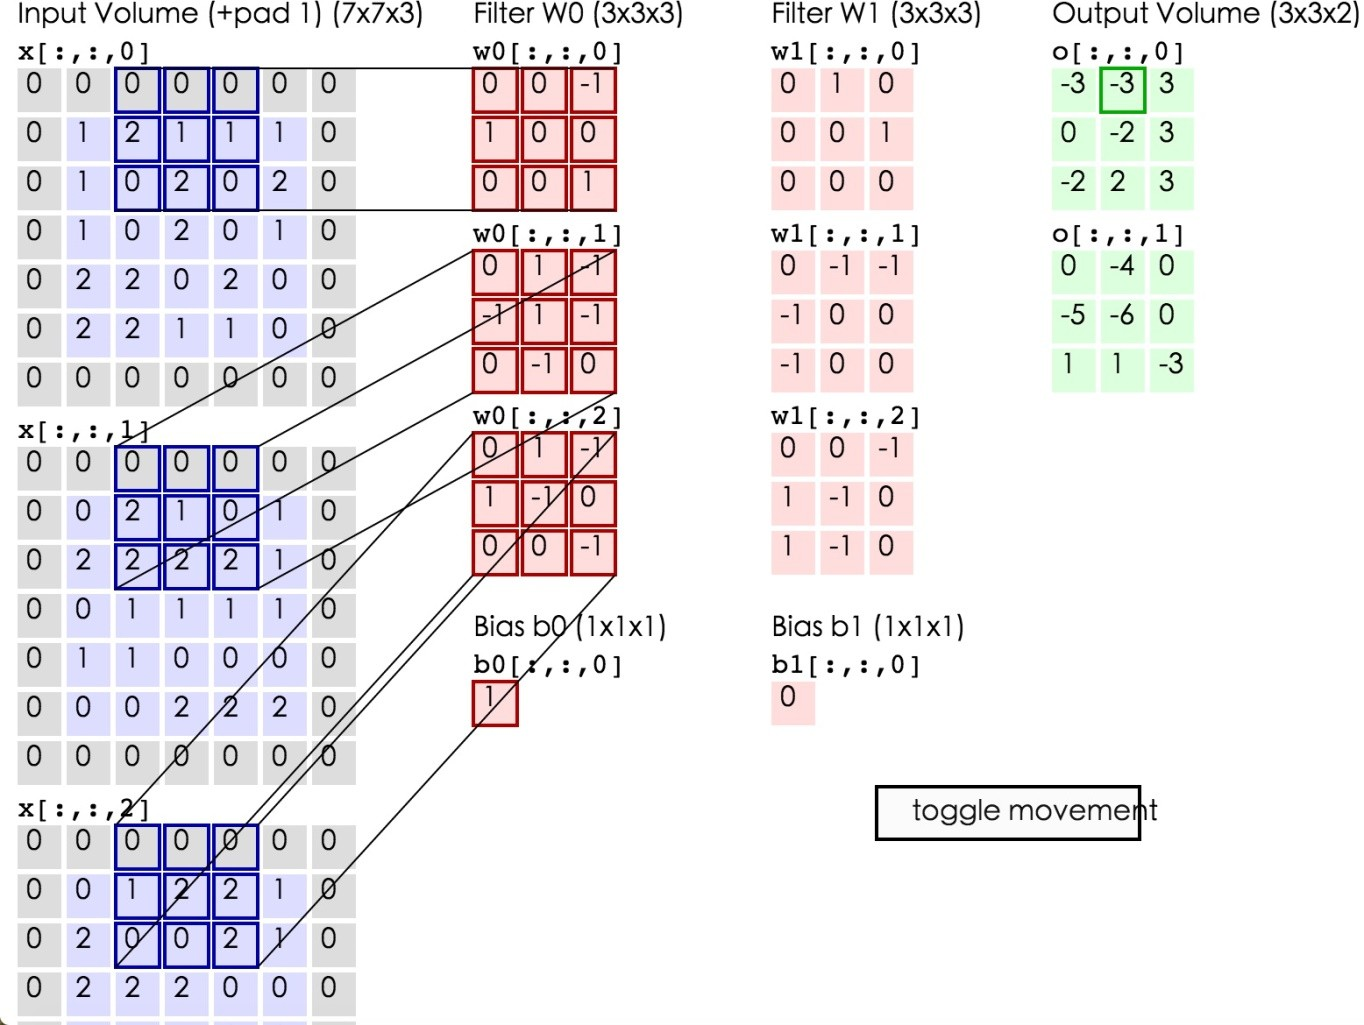 Input Volume (+pad 1) (7x7x3)
x[:,:,0]
0 0 0 0 0 0 0
0 1 2 1 1 1 0
0 1 0 2 0 2 0
0 1 0 2 0 1 0
0 2 2 0 2 0 0
0 2 2 1 1 0 0
0 0 0 0 0 0 0
x[:,:,1]
0 0 0 0 0 0 0
0 0 2 1 0 1 0
0 2 2 2 2 1 0
0 0 1 1 1 1 0
0 1 1 0 0 0 0
0 0 0 2 2 2 0
0 0 0 0 0 0 0
x[:,:,2]
0 0 0 0 0 0 0
0 0 1 2 2 1 0
0 2 0 0 2 1 0
0 2 2 2 0 0 0
Filter W0 (3x3x3)
w0[:,:,0]
0 0 -1
1 0 0
0 0 1
w0[:,:,1]
0 1 -1
-1 1 -1
0 -1 0
w0[:,:,2]
0 1 -1
1 -1 0
0 0 -1
Bias b0 (1x1x1)
b0[:,:,0]
1
Filter W1 (3x3x3)
w1[:,:,0]
0 1 0
0 0 1
0 0 0
w1[:,:,1]
0 -1 -1
-1 0 0
-1 0 0
w1[:,:,2]
0 0 -1
1 -1 0
1 -1 0
Bias b1 (1x1x1)
b1[:,:,0]
0
Output Volume (3x3x2)
o[:,:,0]
-3 -3 3
0 -2 3
-2 2 3
o[:,:,1]
0 -4 0
-5 -6 0
1 1 -3
toggle movement